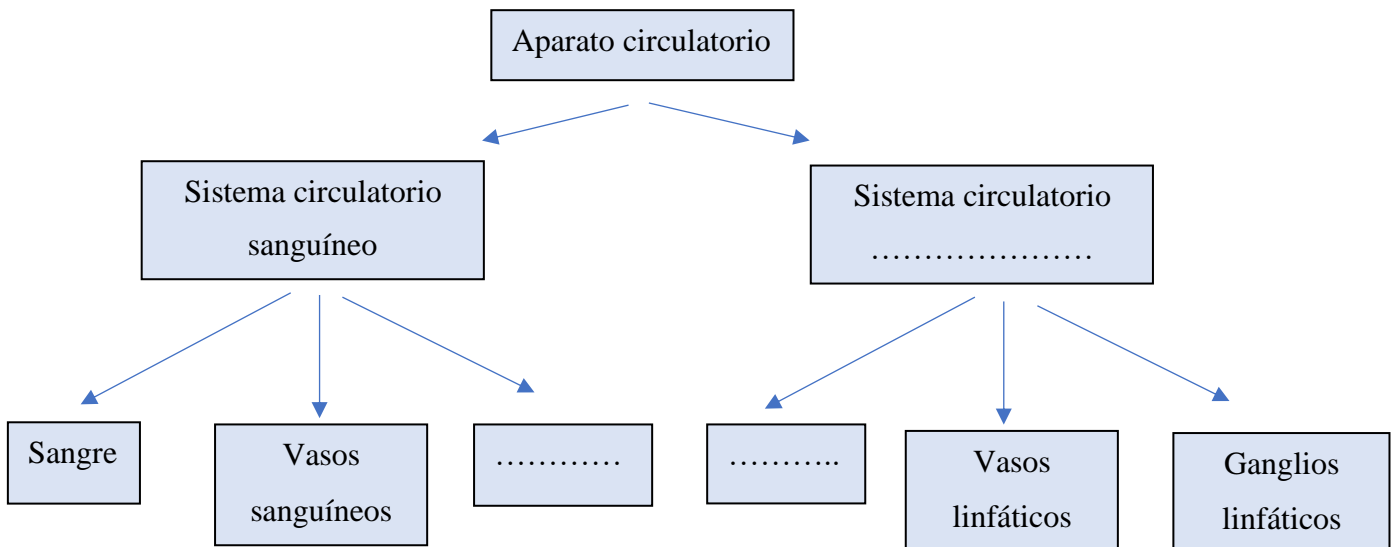 Aparato circulatorio
Sistema circulatorio
sanguíneo
Sistema circulatorio
…………………
Sangre
Vasos
sanguíneos
…………
………..
Vasos
linfáticos
Ganglios
linfáticos